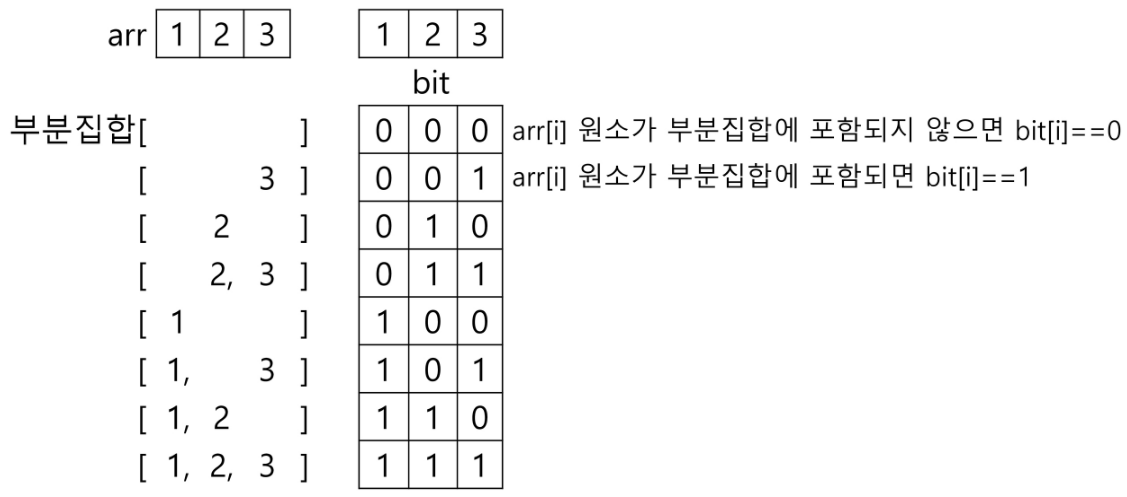 arr 1 2 3 1 2 3
bit
부분집합[ ] 0 0 0 arr[i] 원소가 부분집합에 포함되지 않으면 bit[i]==0
[ 3 ] 0 0 1 arr[i] 원소가 부분집합에 포함되면 bit[i]==1
[ 2 ] 0 1 0
[ 2, 3 ] 0 1 1
[ 1 ] 1 0 0
[ 1, 3 ] 1 0 1
[ 1, 2 ] 1 1 0
[ 1, 2, 3 ] 1 1 1